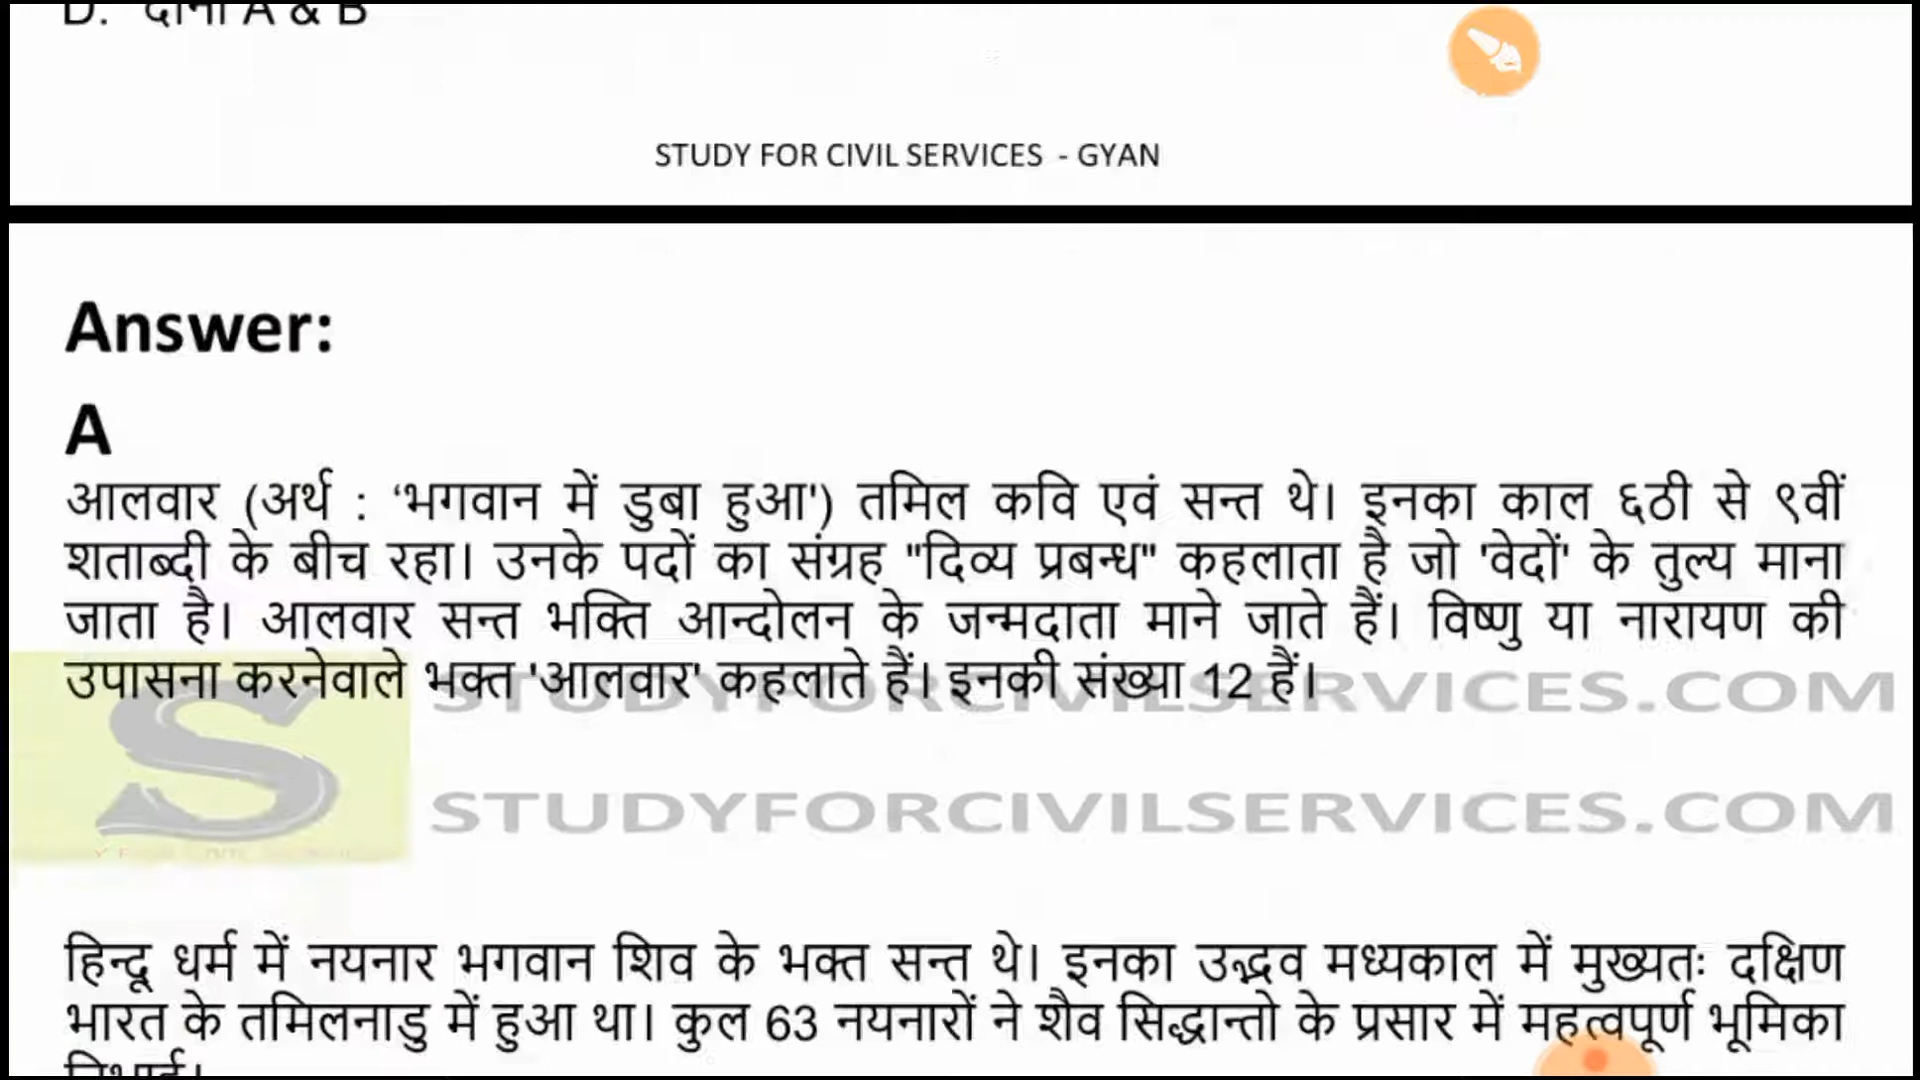 D. दोनों A & B
STUDY FOR CIVIL SERVICES - GYAN
Answer:
A
आलवार (अर्थ : ‘भगवान में डुबा हुआ') तमिल कवि एवं सन्त थे। इनका काल ६ठी से ९वीं
शताब्दी के बीच रहा। उनके पदों का संग्रह "दिव्य प्रबन्ध" कहलाता है जो 'वेदों' के तुल्य माना
जाता है। आलवार सन्त भक्ति आन्दोलन के जन्मदाता माने जाते हैं। विष्णु या नारायण की
उपासना करनेवाले भक्त 'आलवार' कहलाते हैं। इनकी संख्या 12 हैं।
STUDYFORCIVILSERVICES.COM
S STUDYFORCIVILSERVICES.COM
हिन्दू धर्म में नयनार भगवान शिव के भक्त सन्त थे। इनका उद्भव मध्यकाल में मुख्यतः दक्षिण
भारत के तमिलनाडु में हुआ था। कुल 63 नयनारों ने शैव सिद्धान्तो के प्रसार में महत्वपूर्ण भूमिका